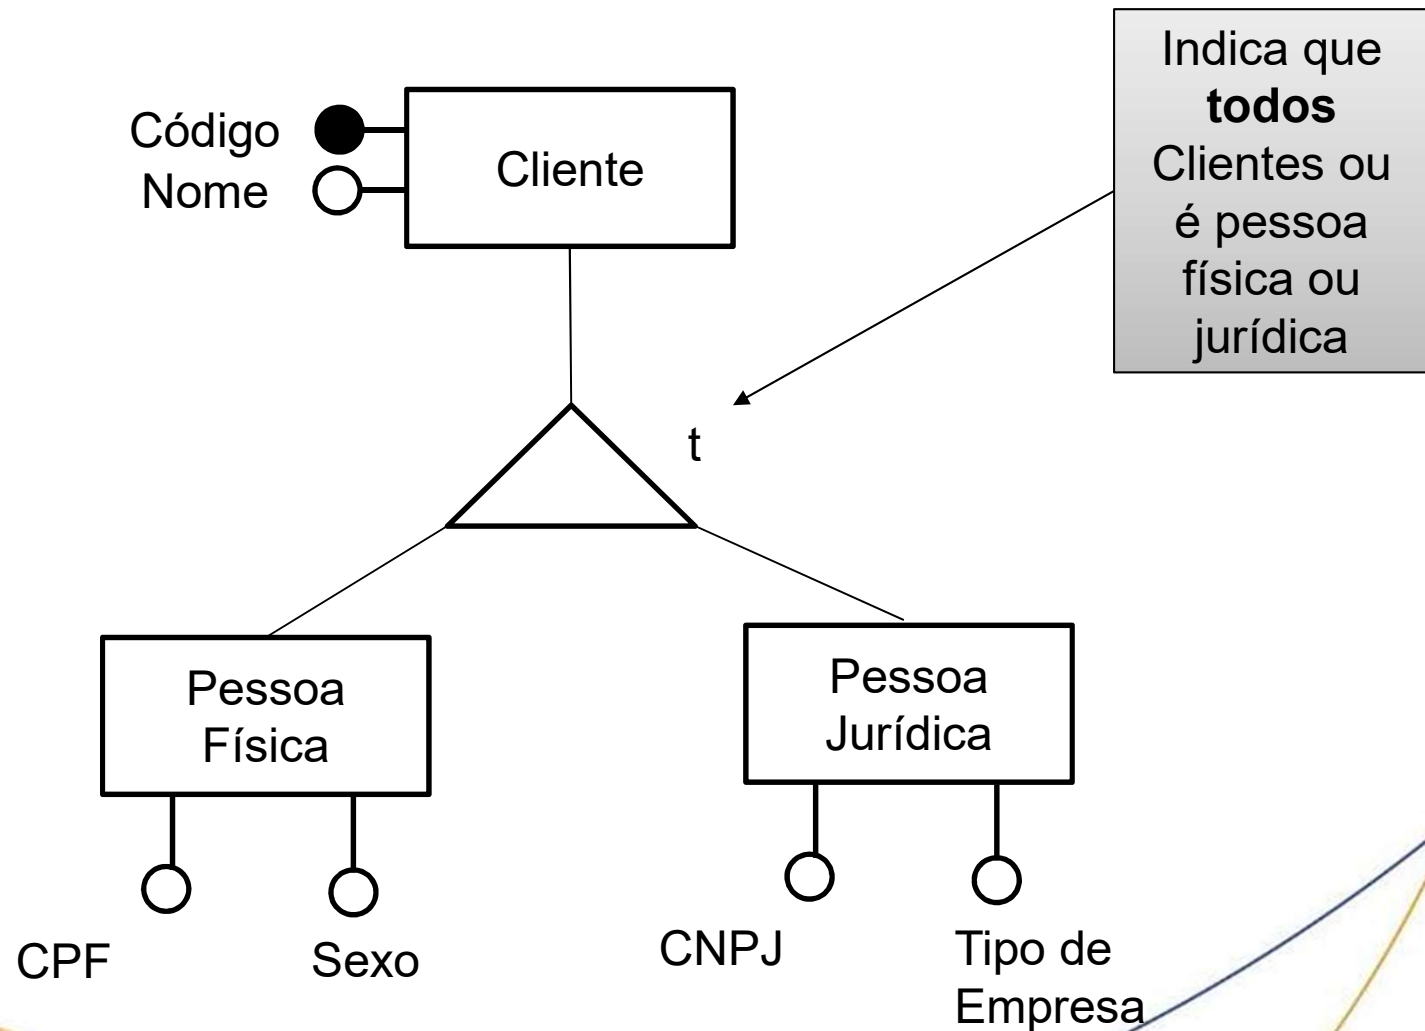 Indica que
todos
Clientes ou
é pessoa
física ou
jurídica
Código
Nome
Cliente
t
Pessoa
Física
Pessoa
Jurídica
CPF
Sexo
CNPJ
Tipo de
Empresa